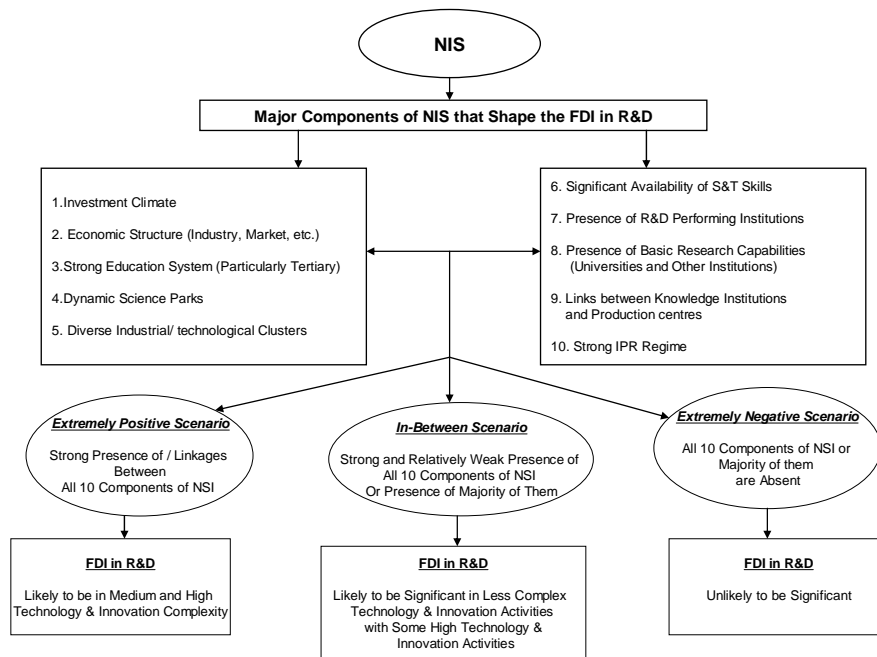 NIS
Major Components of NIS that Shape the FDI in R&D
1.Investment Climate
2. Economic Structure (Industry, Market, etc.)
3.Strong Education System (Particularly Tertiary)
4.Dynamic Science Parks
5. Diverse Industrial/ technological Clusters
6. Significant Availability of S&T Skills
7. Presence of R&D Performing Institutions
8. Presence of Basic Research Capabilities
(Universities and Other Institutions)
9. Links between Knowledge Institutions
and Production centres
10. Strong IPR Regime
Extremely Positive Scenario
Strong Presence of / Linkages
Between
All 10 Components of NSI
In-Between Scenario
Strong and Relatively Weak Presence of
All 10 Components of NSI
Or Presence of Majority of Them
Extremely Negative Scenario
All 10 Components of NSI or
Majority of them
are Absent
FDI in R&D
Likely to be in Medium and High
Technology & Innovation Complexity
FDI in R&D
Likely to be Significant in Less Complex
Technology & Innovation Activities
with Some High Technology &
Innovation Activities
FDI in R&D
Unlikely to be Significant